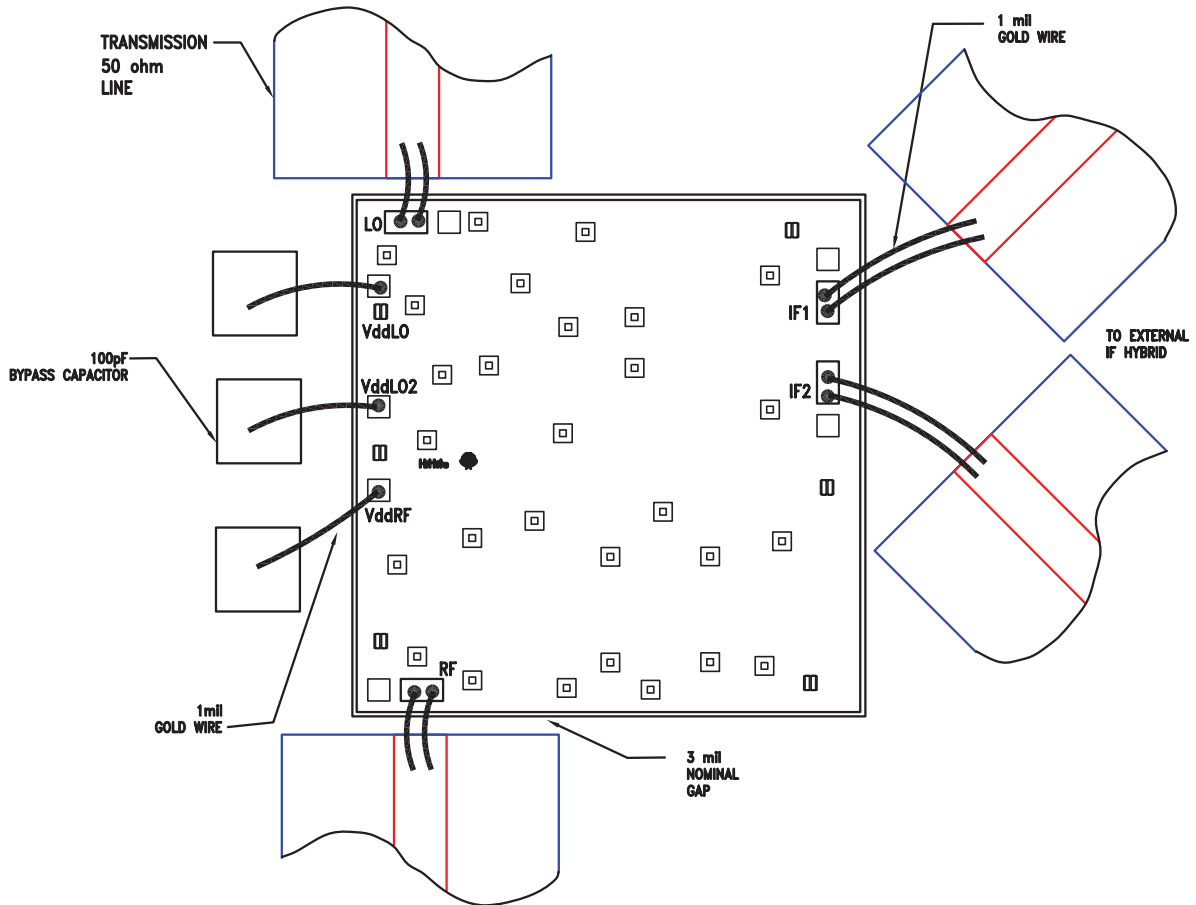 TRANSMISSION
50 ohm
LINE
1 mil
GOLD WIRE
LO
VddLO
IF1
TO EXTERNAL
IF HYBRID
100pF
BYPASS CAPACITOR
VddLO2
IF2
VddRF
RF
1mil
GOLD WIRE
3 mil
NOMINAL
GAP